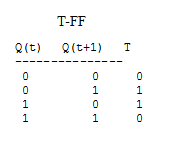 T-FF
Q(t) Q(t+1) T
---------------
0 0 0
0 1 1
1 0 1
1 1 0